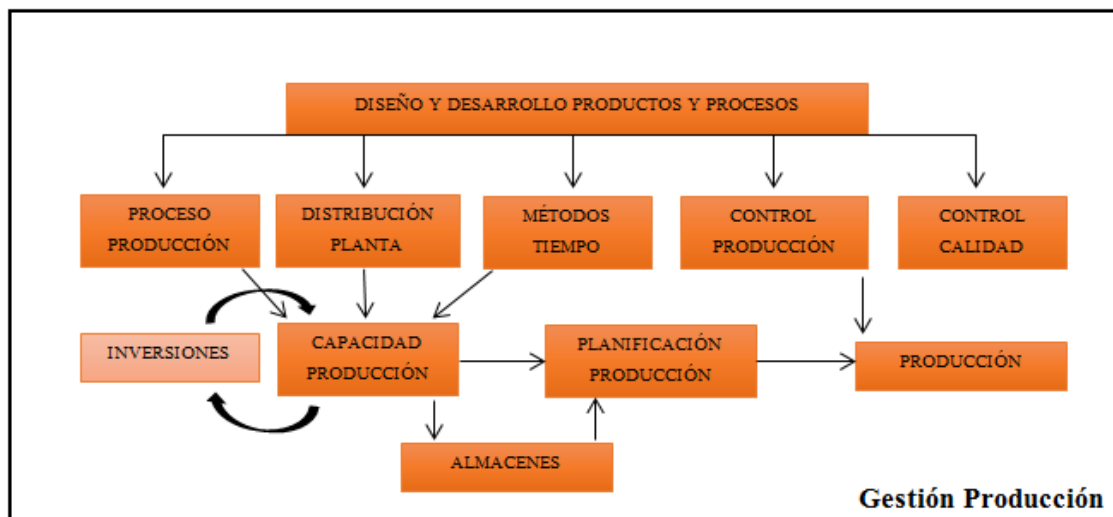 DISEÑO Y DESARROLLO PRODUCTOS Y PROCESOS
PROCESO
PRODUCCIÓN
DISTRIBUCIÓN
PLANTA
MÉTODOS
TIEMPO
CONTROL
PRODUCCIÓN
CONTROL
CALIDAD
INVERSIONES
CAPACIDAD
PRODUCCIÓN
PLANIFICACIÓN
PRODUCCIÓN
PRODUCCIÓN
ALMACENES
Gestión Producción